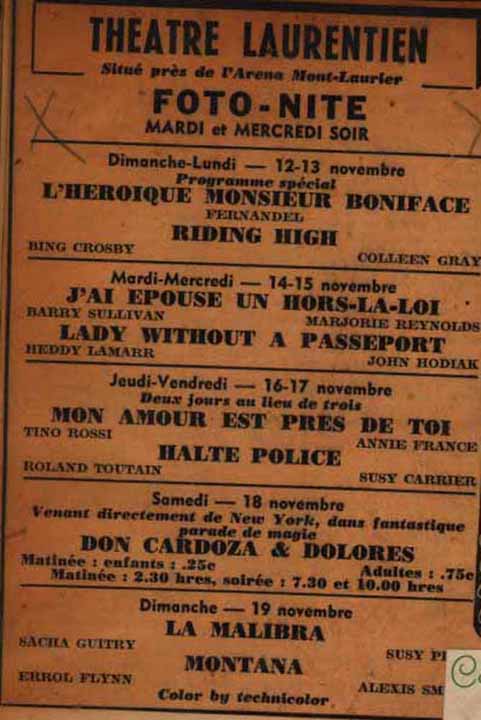 THEATRE LAURENTIEN
Situé près de l'Arena Mont-Laurier
FOTO-NITE
MARDI et MERCREDI SOIR
Dimanche-Lundi — 12-13 novembre
Programme spécial
L'HEROIQUE MONSIEUR BONIFACE
FERNANDEL
RIDING HIGH
BING CROSBY COLLEEN GRAY
Mardi-Mercredi — 14-15 novembre
J'AI EPOUSE UN HORS-LA-LOI
BARRY SULLIVAN MARJORIE REYNOLDS
LADY WITHOUT A PASSEPORT
HEDDY LAMARR JOHN HODIAK
Jeudi-Vendredi — 16-17 novembre
Deux jours au lieu de trois
MON AMOUR EST PRES DE TOI
TINO ROSSI ANNIE FRANCE
HALTE POLICE
ROLAND TOUTAIN SUSY CARRIER
Samedi — 18 novembre
Venant directement de New York, dans fantastique
parade de magie
DON CARDOZA & DOLORES
Matinée : enfants : .25c Adultes : .75c
Matinée : 2.30 hres, soirée : 7.30 et 10.00 hres
Dimanche — 19 novembre
LA MALIBRA
SACHA GUITRY SUSY
MONTANA
ERROL FLYNN ALEXIS
Color by technicolor